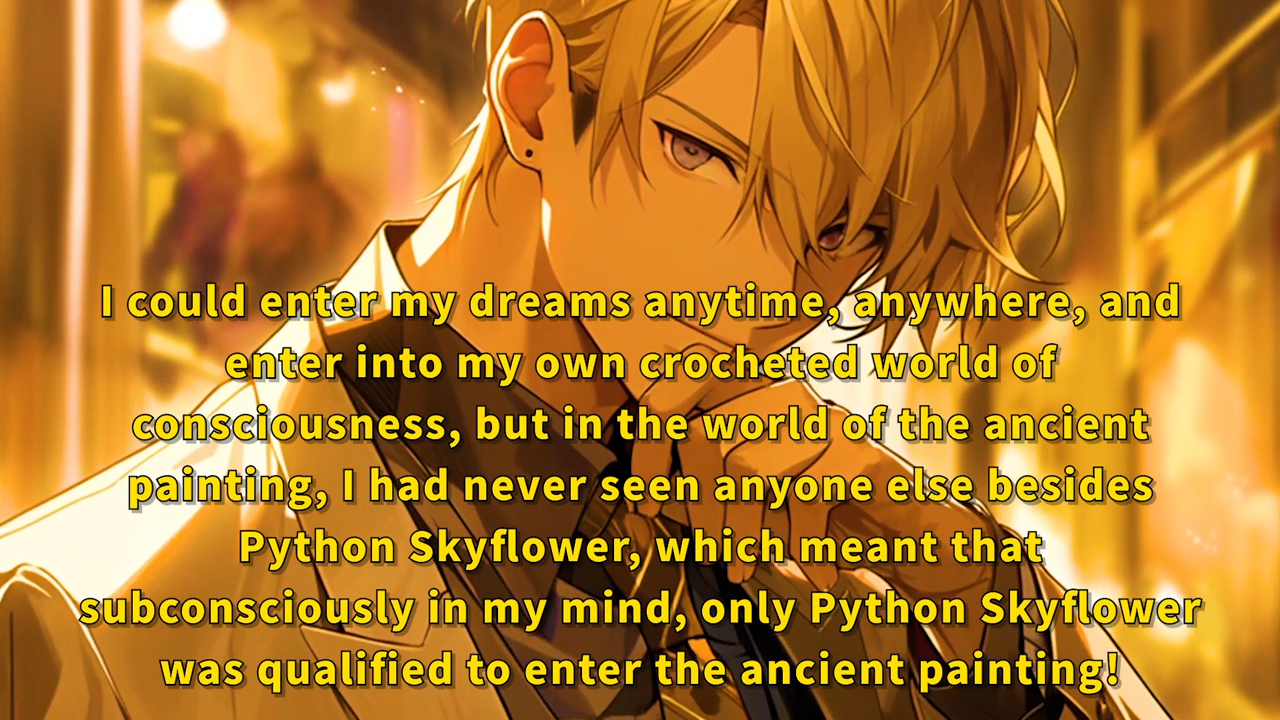 I could enter my dreams anytime, anywhere, and
enter into my own crocheted world of
consciousness, but in the world of the ancient
painting, I had never seen anyone else besides
Python Skyflower, which meant that
subconsciously in my mind, only Python Skyflower
was qualified to enter the ancient painting!